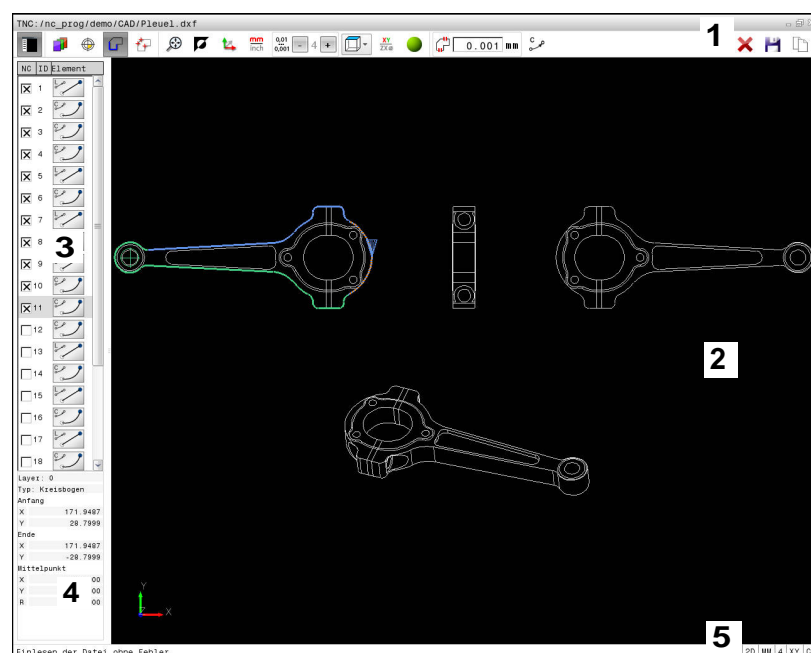 TNC:/nc_prog/demo/CAD/Pleuel.dxf
mm
inch
0,01
0,001
4
XY
ZX
0.001 mm
C
1
NC ID Element
1 L
2 C
3 C
4 C
5 L
6 C
7 L
8 C
9
10 C
11 C
12 C
13 L
14 C
15 L
16 C
17 L
18 C
3
2
Layer: 0
Typ: Kreisbogen
Anfang
X 171.9487
Y 28.7999
Ende
X 171.9487
Y -28.7999
Mittelpunkt
X 00
Y 00
R 00
4
Y
Z X
5
Einlesen der Datei ohne Fehler
2D MM 4 XY